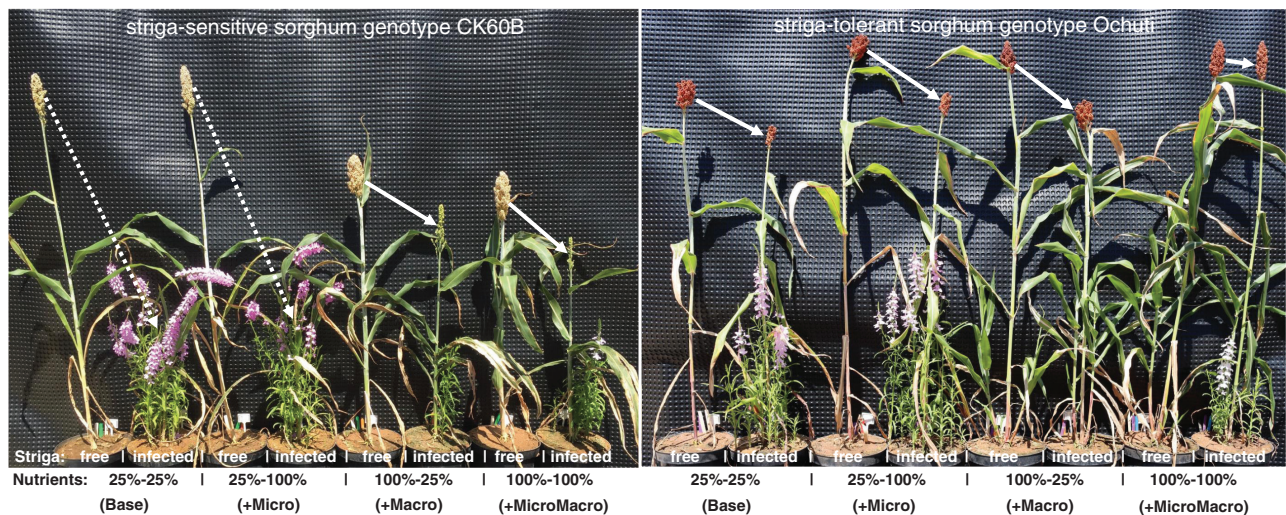 striga-sensitive sorghum genotype CK60B
striga-tolerant sorghum genotype Ochuti
Striga: free | infected | free | infected | free | infected | free | infected
free | infected | free | infected | free | infected | free | infected
Nutrients: 25%-25% | 25%-100% | 100%-25% | 100%-100%
25%-25% | 25%-100% | 100%-25% | 100%-100%
(Base) (+Micro) (+Macro) (+MicroMacro)
(Base) (+Micro) (+Macro) (+MicroMacro)